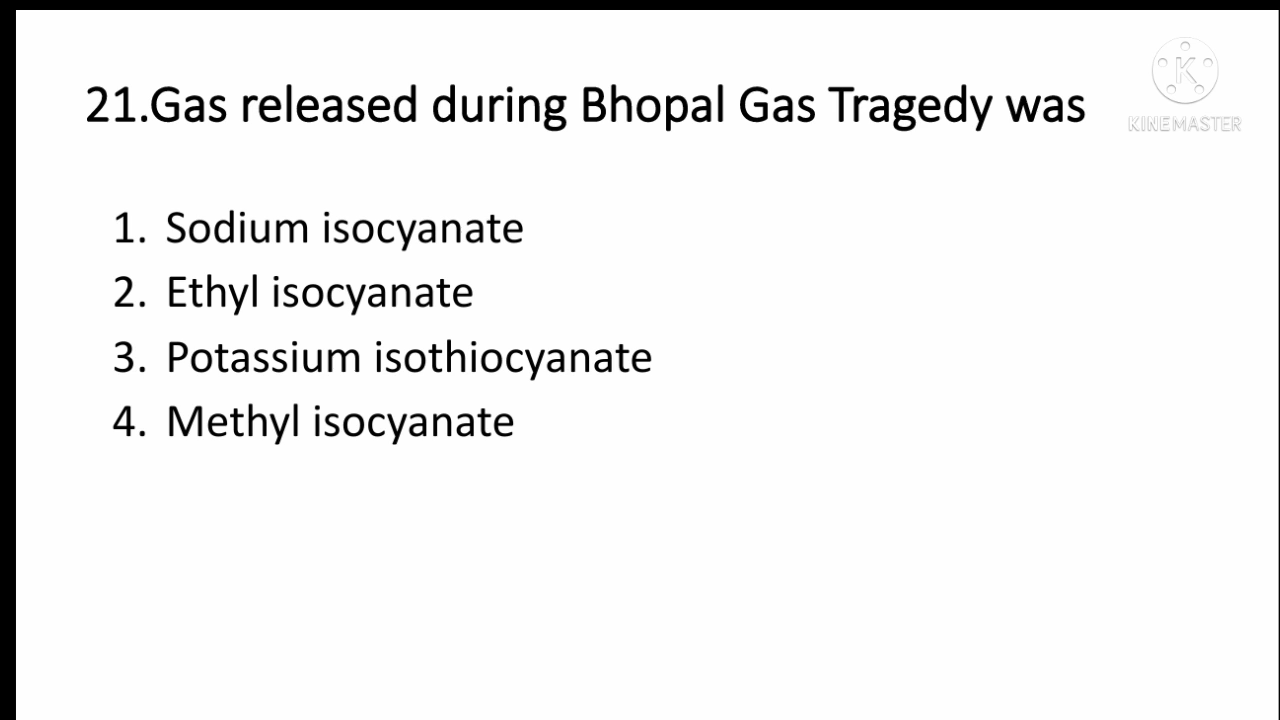 21.Gas released during Bhopal Gas Tragedy was
K
KINEMASTER
1. Sodium isocyanate
2. Ethyl isocyanate
3. Potassium isothiocyanate
4. Methyl isocyanate